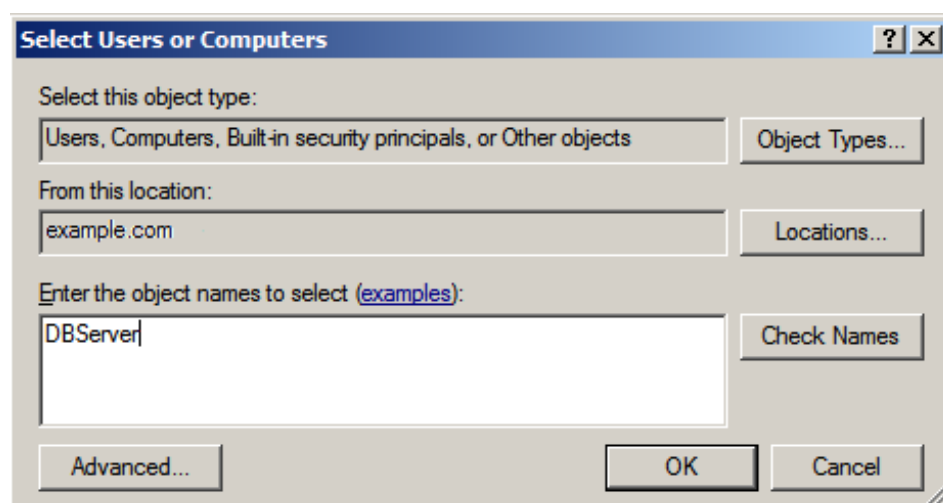 Select Users or Computers
Select this object type:
Users, Computers, Built-in security principals, or Other objects
Object Types...
From this location:
example.com
Locations...
Enter the object names to select (examples):
DBServer
Check Names
Advanced...
OK
Cancel